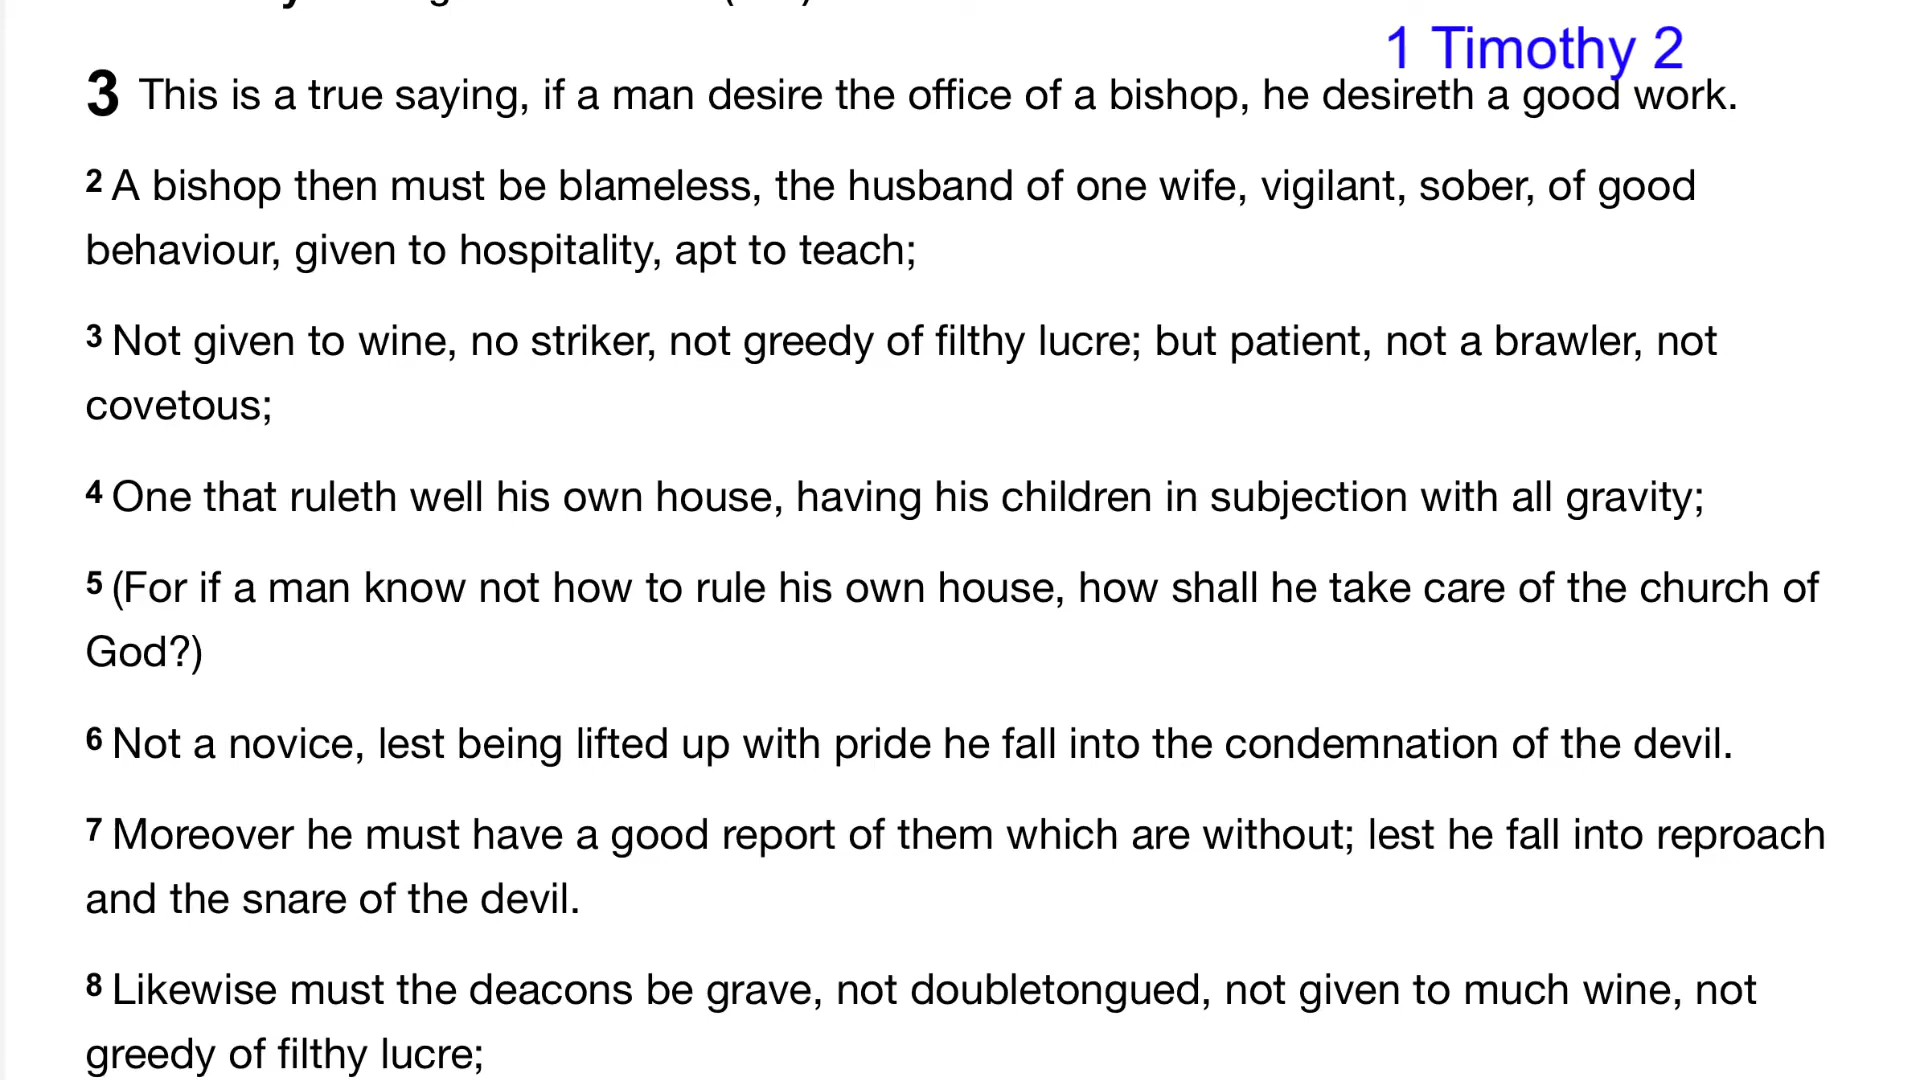 1 Timothy 2
3 This is a true saying, if a man desire the office of a bishop, he desireth a good work.
2 A bishop then must be blameless, the husband of one wife, vigilant, sober, of good
behaviour, given to hospitality, apt to teach;
3 Not given to wine, no striker, not greedy of filthy lucre; but patient, not a brawler, not
covetous;
4 One that ruleth well his own house, having his children in subjection with all gravity;
5 (For if a man know not how to rule his own house, how shall he take care of the church of
God?)
6 Not a novice, lest being lifted up with pride he fall into the condemnation of the devil.
7 Moreover he must have a good report of them which are without; lest he fall into reproach
and the snare of the devil.
8 Likewise must the deacons be grave, not doubletongued, not given to much wine, not
greedy of filthy lucre;